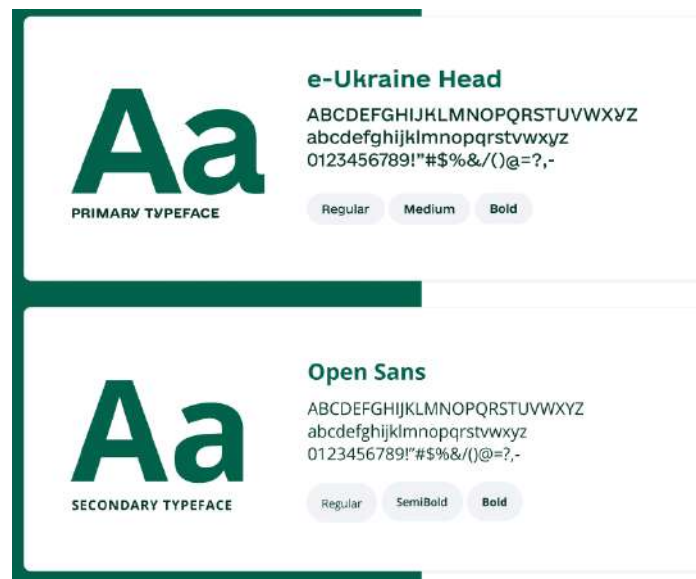 Aa
PRIMARY TYPEFACE
e-Ukraine Head
ABCDEFGHIJKLMNOPQRSTUVWXYZ
abcdefghijklmnopqrstvwxyz
0123456789!”#$%&/()@=?,-
Regular Medium Bold
Aa
SECONDARY TYPEFACE
Open Sans
ABCDEFGHIJKLMNOPQRSTUVWXYZ
abcdefghijklmnopqrstvwxyz
0123456789!”#$%&/()@=?,-
Regular SemiBold Bold